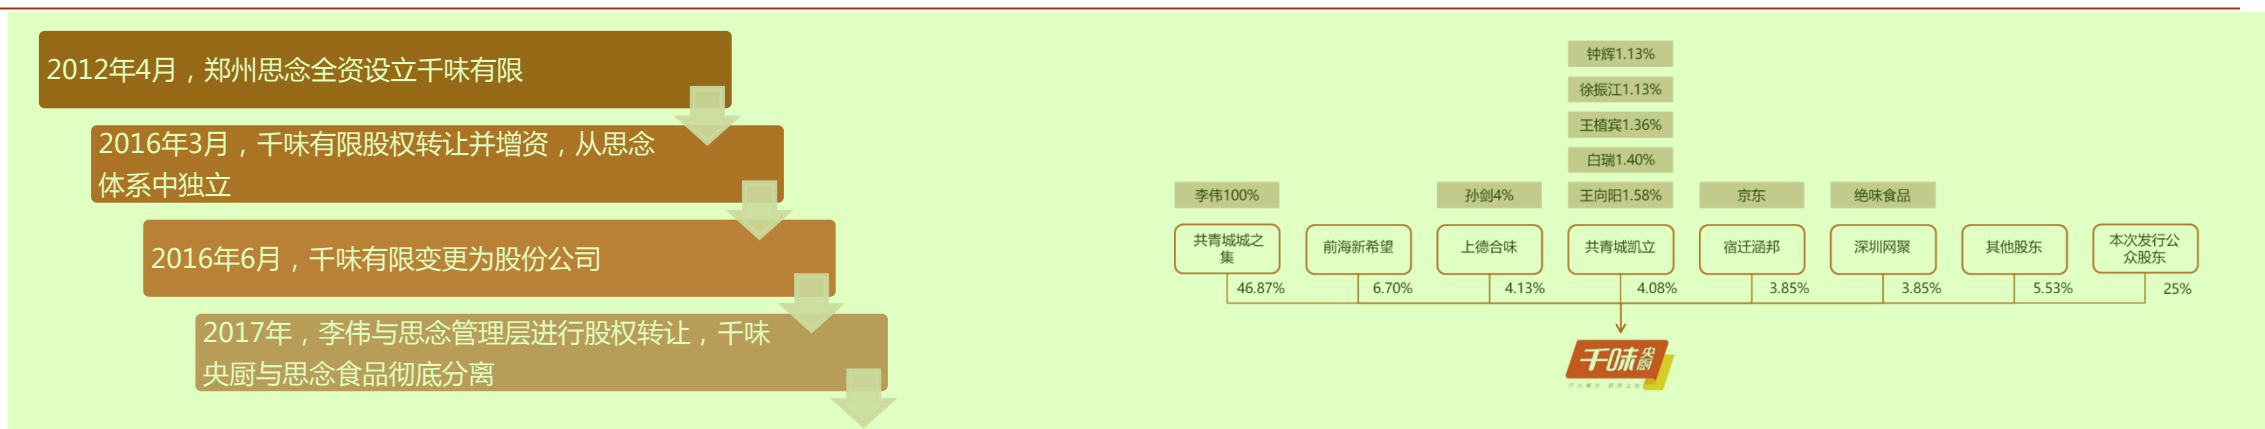 2012年4月，郑州思念全资设立千味有限
2016年3月，千味有限股权转让并增资，从思念
体系中独立
2016年6月，千味有限变更为股份公司
2017年，李伟与思念管理层进行股权转让，千味
央厨与思念食品彻底分离
钟辉1.13%
徐振江1.13%
王植宾1.36%
白瑞1.40%
李伟100%
孙剑4%
王向阳1.58%
京东
绝味食品
共青城城之
集
前海新希望
上德合味
共青城凯立
宿迁涵邦
深圳网聚
其他股东
本次发行公
众股东
46.87%
6.70%
4.13%
4.08%
3.85%
3.85%
5.53%
25%
千味央厨